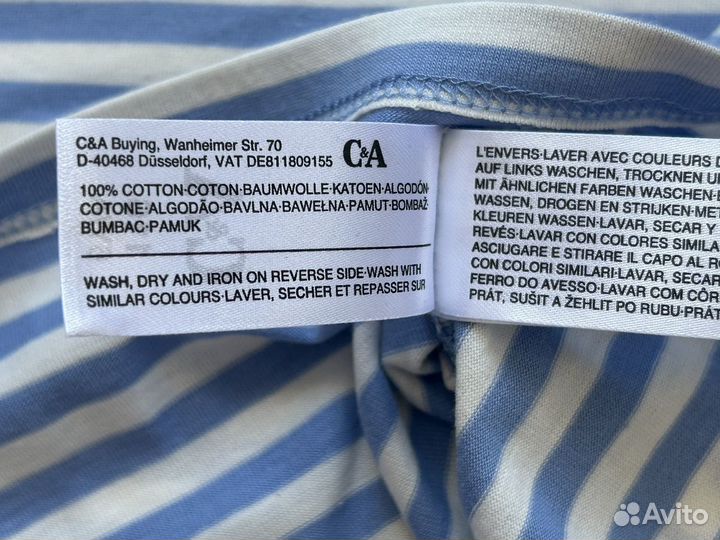 C&A Buying, Wanheimer Str. 70
D-40468 Düsseldorf, VAT DE811809155
C&A
100% COTTON·COTON·BAUMWOLLE·KATOEN·ALGODÓN·
COTONE·ALGODÃO·BAVLNA·BAWEŁNA·PAMUT·BOMBAŽ·
BUMBAC·PAMUK
WASH, DRY AND IRON ON REVERSE SIDE·WASH WITH
SIMILAR COLOURS·LAVER, SECHER ET REPASSER SUR
L'ENVERS·LAVER AVEC COULEURS
AUF LINKS WASCHEN, TROCKNEN
MIT ÄHNLICHEN FARBEN WASCHEN·
WASSEN, DROGEN EN STRIJKEN·
KLEUREN WASSEN·LAVAR, SECAR Y
REVÉS·LAVAR CON COLORES
ASCIUGARE E STIRARE IL CAPO AL
CON COLORI SIMILARI·LAVAR,
FERRO DO AVESSO·LAVAR COM
PRÁT, SUŠIT A ŽEHLIT PO RUBU·PRÁT
Avito